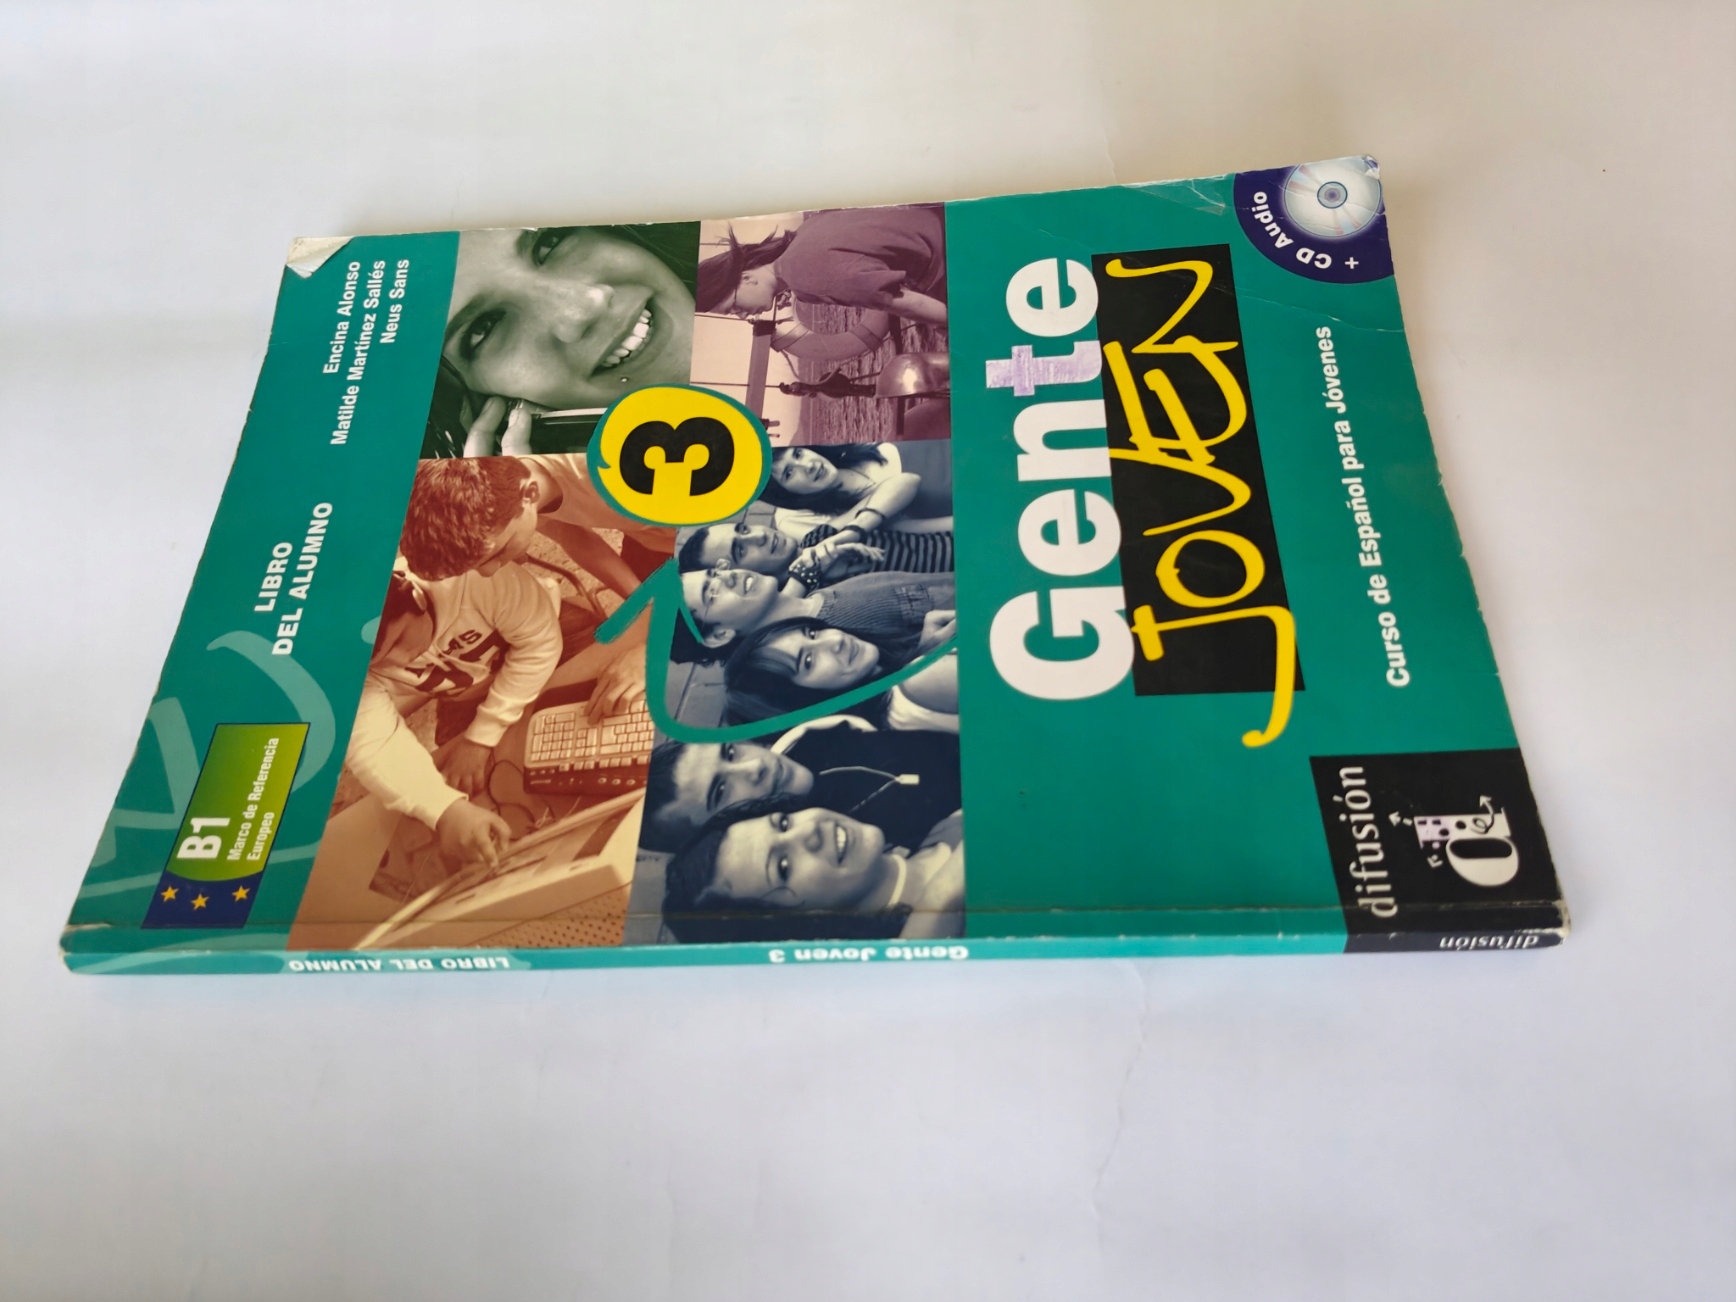 Encina Alonso
Matilde Martínez Sallés
Neus Sans
LIBRO
DEL ALUMNO
B1
Marco de Referencia
Europeo
3
Gente
JOVEN
Curso de Español para Jóvenes
+ CD Audio
difusión
LIBRO DEL ALUMNO
Gente Joven 3
difusión